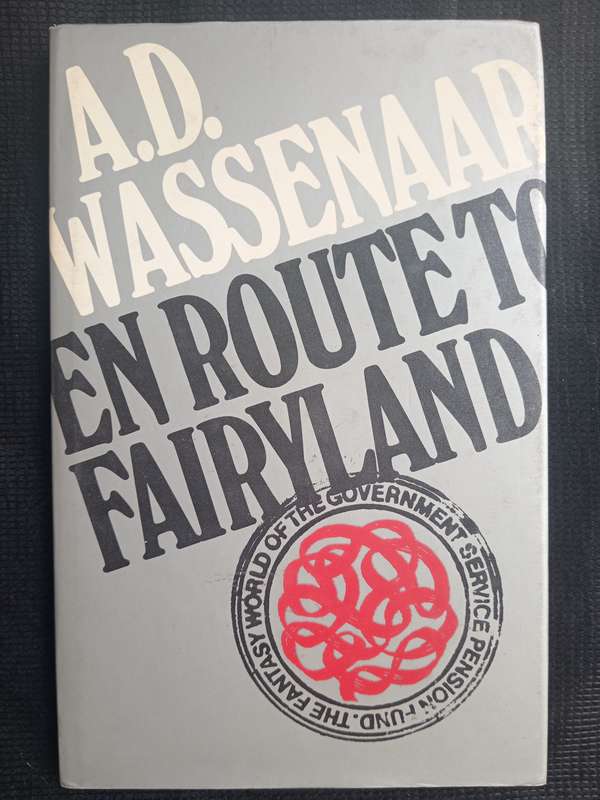 A.D.
WASSENAAR
EN ROUTE TO
FAIRYLAND
THE FANTASY WORLD OF THE GOVERNMENT SERVICE PENSION FUND.